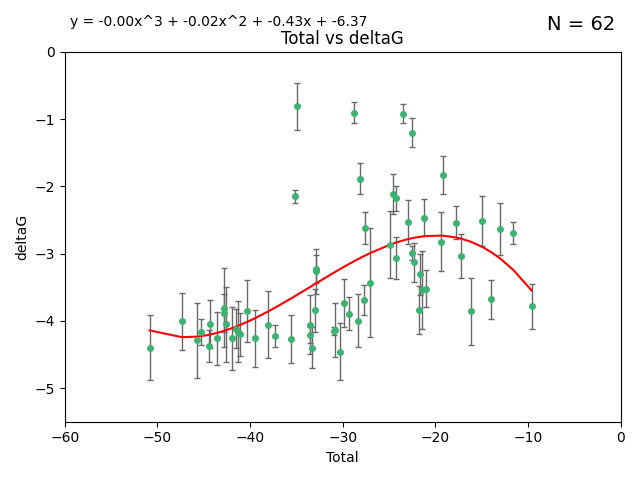 y = -0.00x^3 + -0.02x^2 + -0.43x + -6.37
N = 62
Total vs deltaG
0
−1
−2
−3
−4
−5
deltaG
−60 −50 −40 −30 −20 −10 0
Total